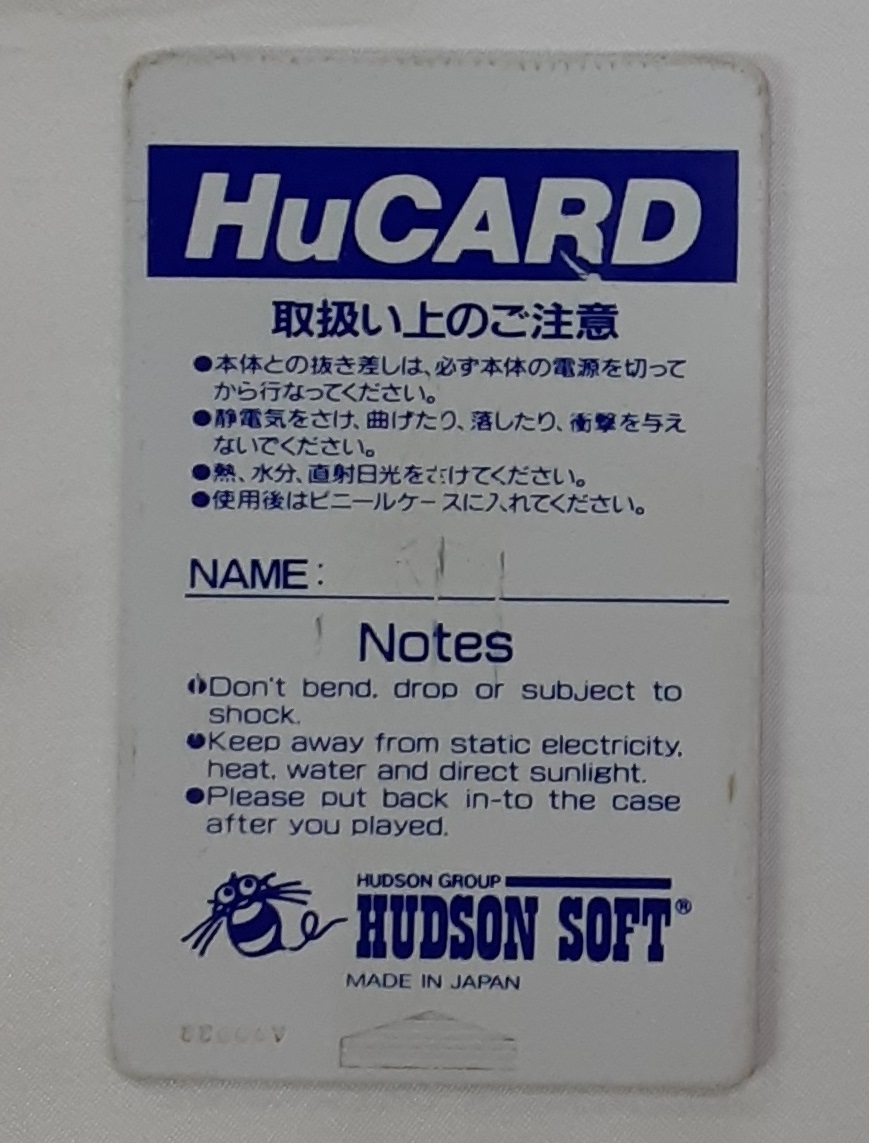 HuCARD
取扱い上のご注意
●本体との抜き差しは、必ず本体の電源を切って
から行なってください。
●静電気をさけ、曲げたり、落したり、衝撃を与え
ないでください。
●熱、水分、直射日光をさけてください。
●使用後はビニールケースに入れてください。
NAME:
Notes
●Don't bend, drop or subject to
shock.
●Keep away from static electricity,
heat, water and direct sunlight.
●Please put back in-to the case
after you played.
HUDSON GROUP
HUDSON SOFT®
MADE IN JAPAN